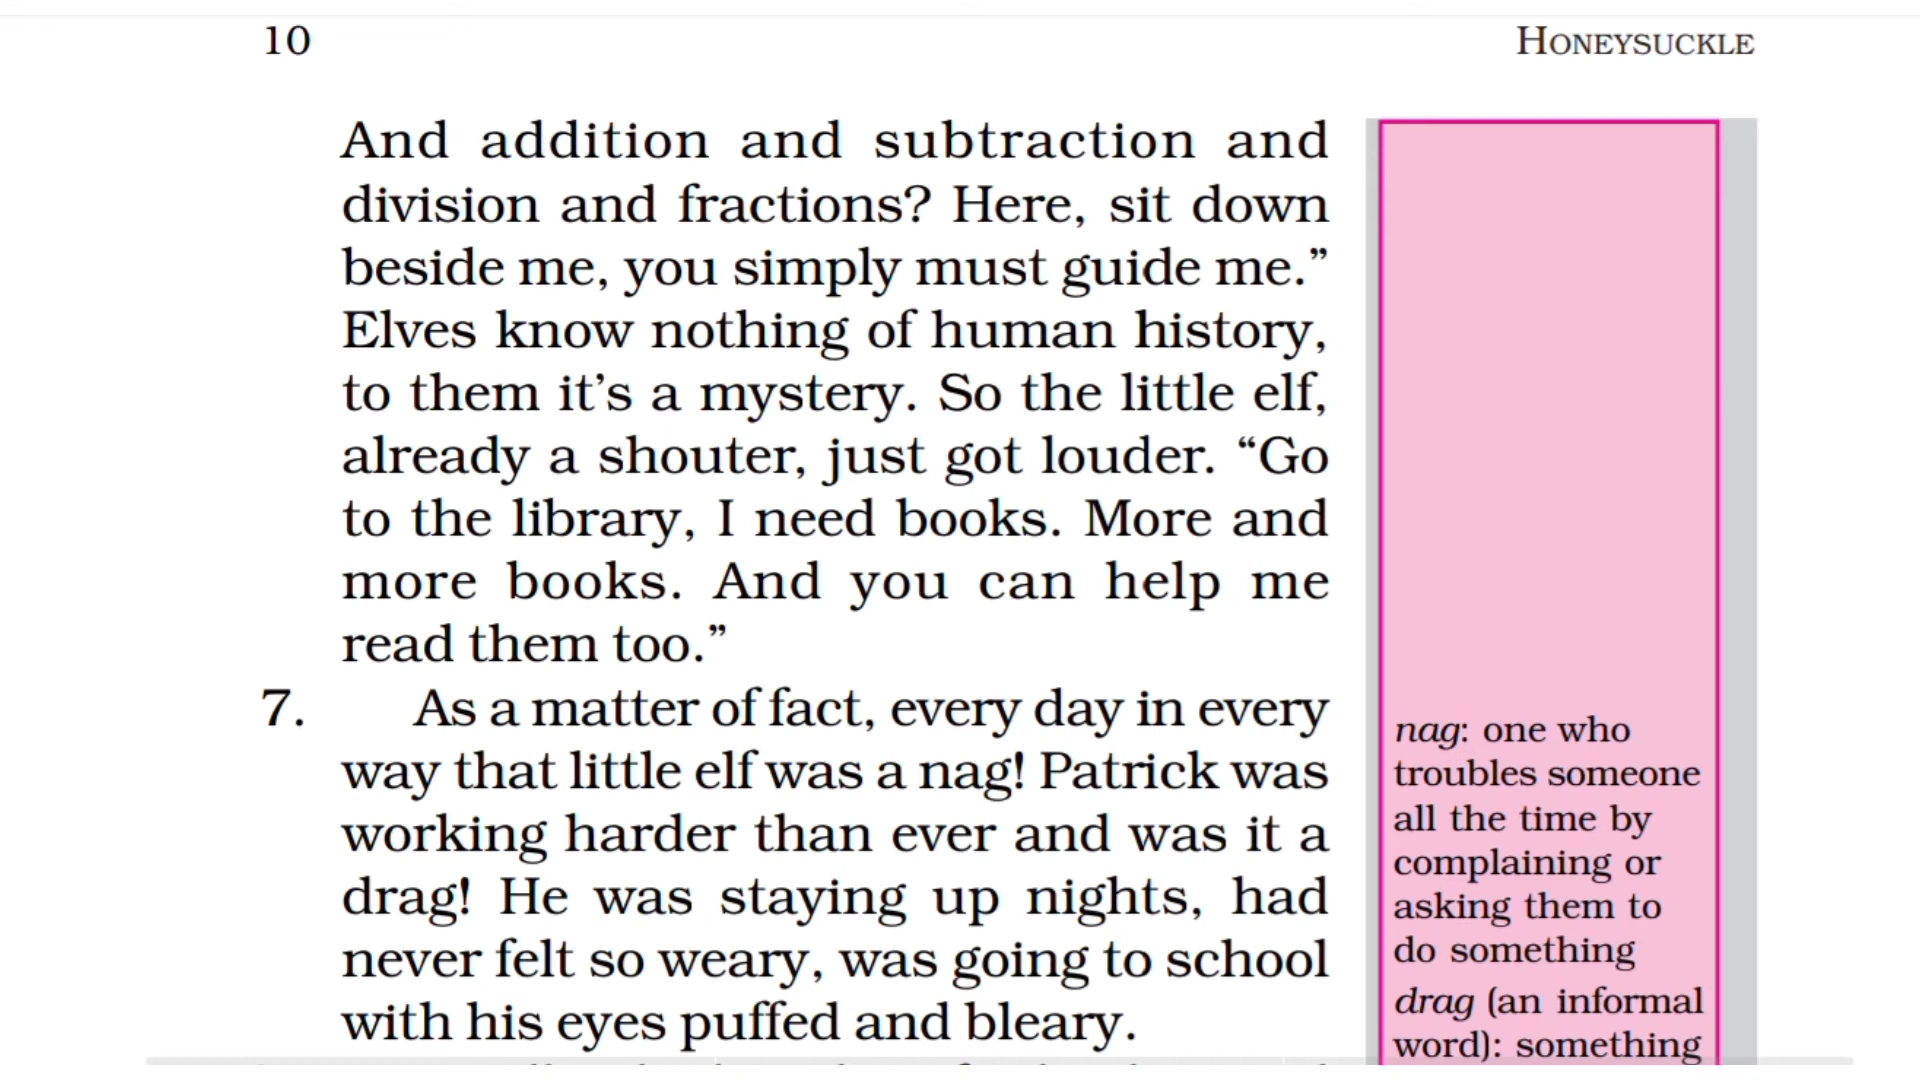 10
HONEYSUCKLE
And addition and subtraction and
division and fractions? Here, sit down
beside me, you simply must guide me.”
Elves know nothing of human history,
to them it’s a mystery. So the little elf,
already a shouter, just got louder. “Go
to the library, I need books. More and
more books. And you can help me
read them too.”
7. As a matter of fact, every day in every
way that little elf was a nag! Patrick was
working harder than ever and was it a
drag! He was staying up nights, had
never felt so weary, was going to school
with his eyes puffed and bleary.
nag: one who
troubles someone
all the time by
complaining or
asking them to
do something
drag (an informal
word): something